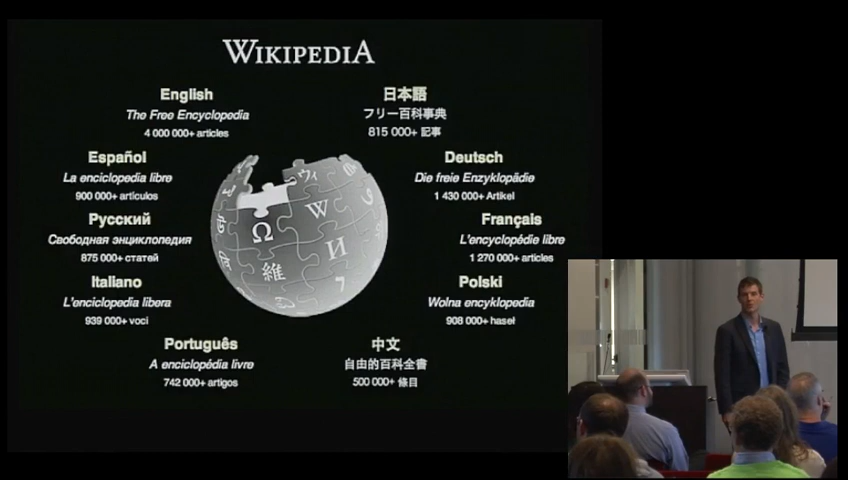 WIKIPEDIA
English
The Free Encyclopedia
4 000 000+ articles
日本語
フリー百科事典
815 000+ 記事
Español
La enciclopedia libre
900 000+ artículos
Deutsch
Die freie Enzyklopädie
1 430 000+ Artikel
Русский
Свободная энциклопедия
875 000+ статей
Français
L'encyclopédie libre
1 270 000+ articles
Italiano
L'enciclopedia libera
939 000+ voci
Polski
Wolna encyklopedia
908 000+ haseł
Português
A enciclopédia livre
742 000+ artigos
中文
自由的百科全書
500 000+ 條目
ウィ
W
Ω
И
維